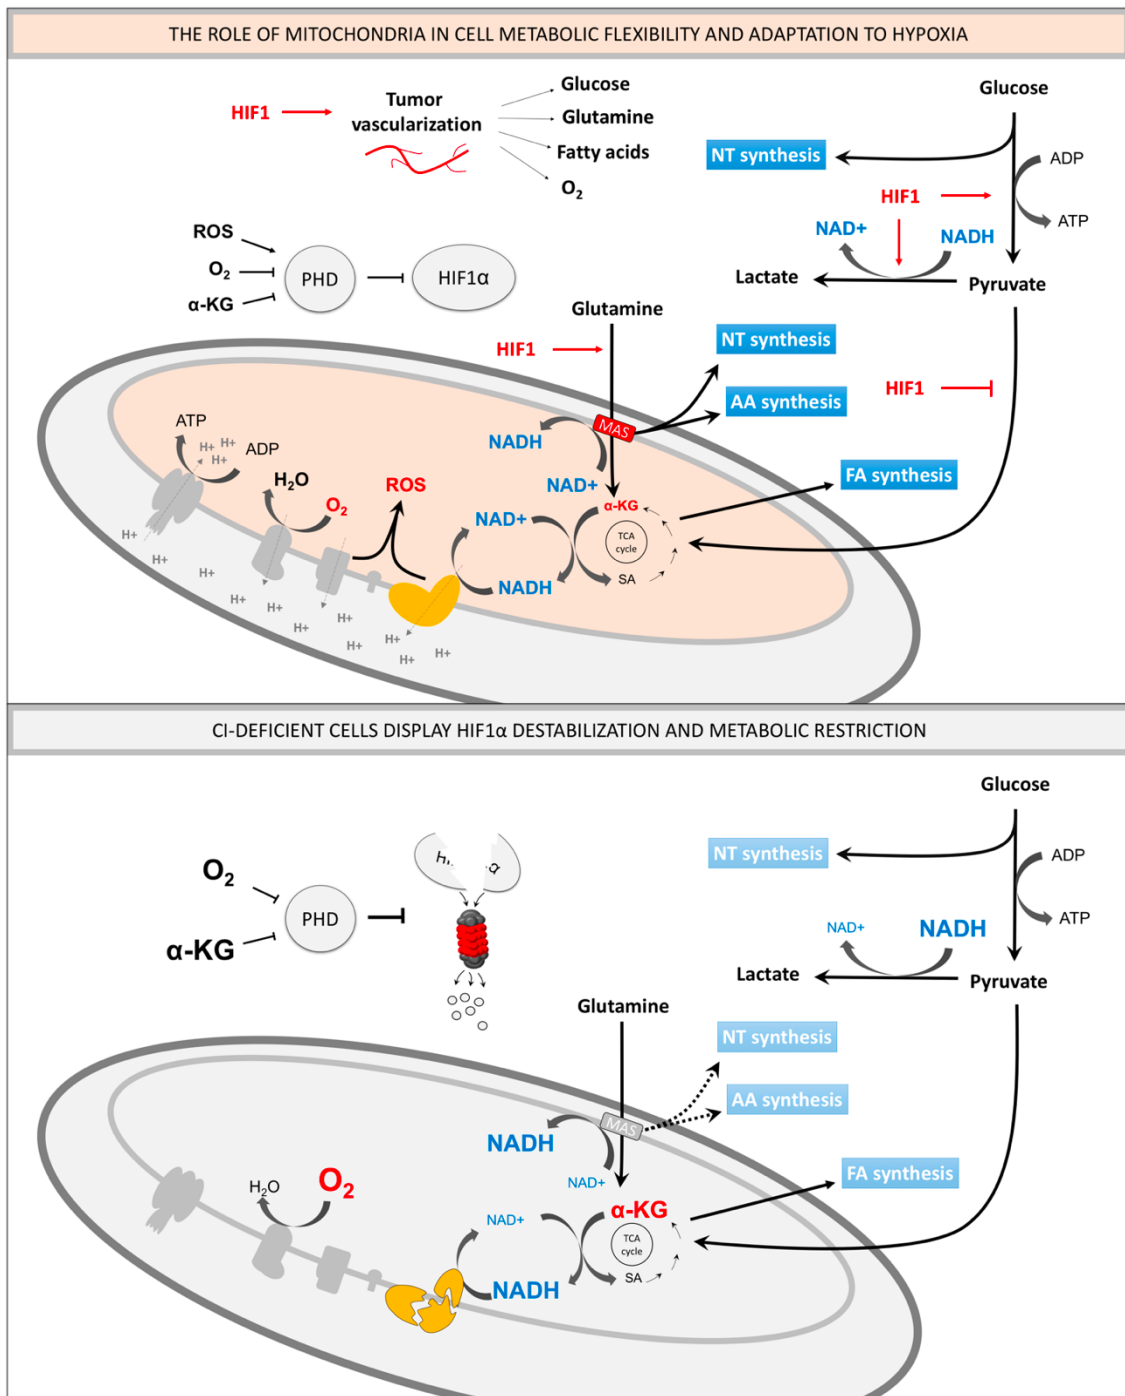 THE ROLE OF MITOCHONDRIA IN CELL METABOLIC FLEXIBILITY AND ADAPTATION TO HYPOXIA
HIF1
Tumor
vascularization
Glucose
Glutamine
Fatty acids
O₂
Glucose
NT synthesis
ADP
ATP
HIF1
NAD+
NADH
Lactate
Pyruvate
ROS
O₂
α-KG
PHD
HIF1α
Glutamine
HIF1
NT synthesis
AA synthesis
HIF1
MAS
NADH
NAD+
FA synthesis
ATP
H+
H+
H+
H+
ADP
H₂O
O₂
ROS
NAD+
NADH
α-KG
TCA
cycle
SA
H+
H+
H+
H+
H+
H+
H+
H+
H+
H+
H+
H+
H+
CI-DEFICIENT CELLS DISPLAY HIF1α DESTABILIZATION AND METABOLIC RESTRICTION
Glucose
NT synthesis
ADP
ATP
NAD+
NADH
Lactate
Pyruvate
O₂
α-KG
PHD
α
Glutamine
NT synthesis
AA synthesis
MAS
NADH
NAD+
FA synthesis
H₂O
O₂
NAD+
NADH
α-KG
TCA
cycle
SA